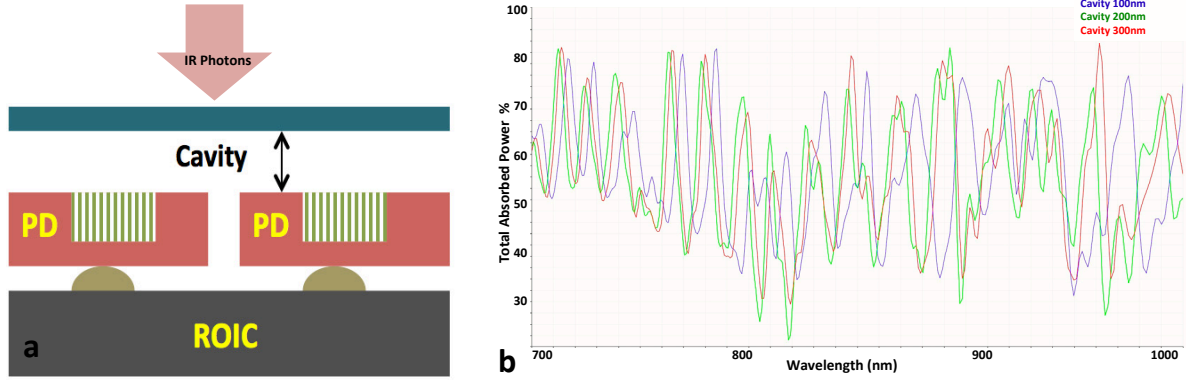 IR Photons
Cavity
PD
PD
ROIC
a
Cavity 100nm
Cavity 200nm
Cavity 300nm
Total Absorbed Power %
100
80
70
60
50
40
30
700
800
900
1000
Wavelength (nm)
b